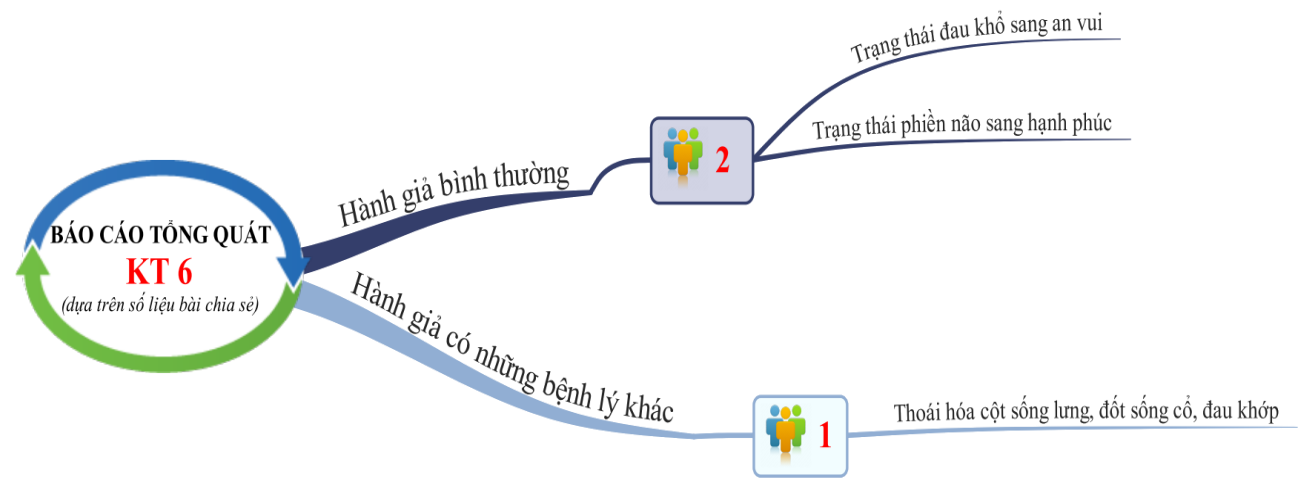 BÁO CÁO TỔNG QUÁT
KT 6
(dựa trên số liệu bài chia sẻ)
Hành giả bình thường
2
Trạng thái đau khổ sang an vui
Trạng thái phiền não sang hạnh phúc
Hành giả có những bệnh lý khác
1
Thoái hóa cột sống lưng, đốt sống cổ, đau khớp